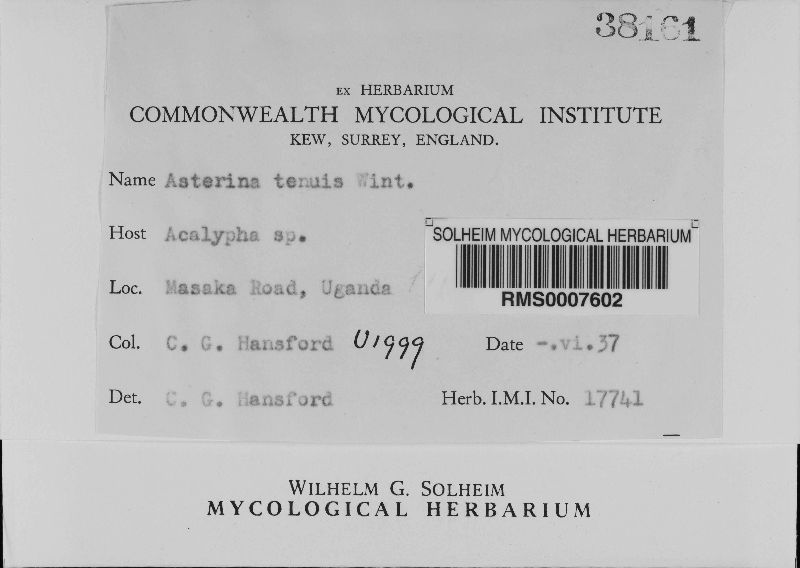 38161
EX HERBARIUM
COMMONWEALTH MYCOLOGICAL INSTITUTE
KEW, SURREY, ENGLAND.
Name Asterina tenuis Wint.
Host Acalypha sp.
SOLHEIM MYCOLOGICAL HERBARIUM
RMS0007602
Loc. Masaka Road, Uganda
Col. C. G. Hansford U1999 Date -.vi.37
Det. C. G. Hansford Herb. I.M.I. No. 17741
WILHELM G. SOLHEIM
MYCOLOGICAL HERBARIUM